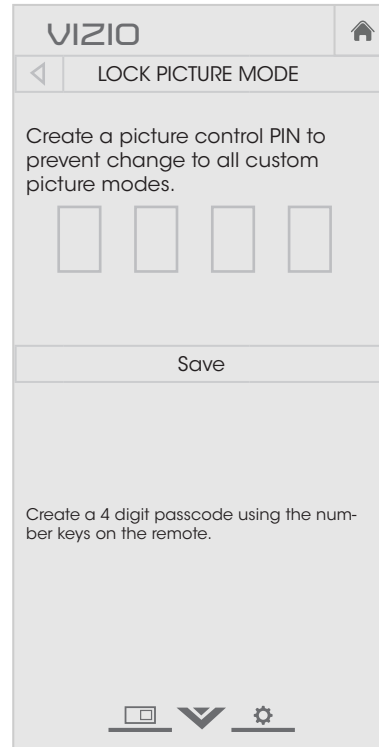 VIZIO
LOCK PICTURE MODE
Create a picture control PIN to
prevent change to all custom
picture modes.
Save
Create a 4 digit passcode using the num-
ber keys on the remote.